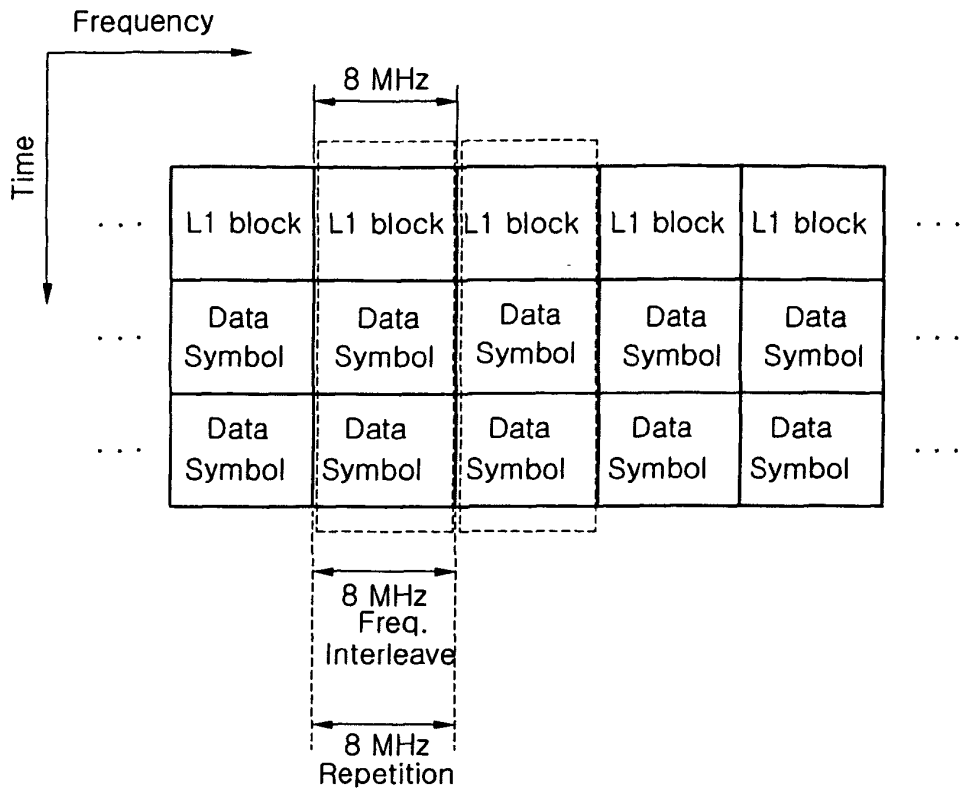 Frequency
8 MHz
Time
. . . L1 block L1 block L1 block L1 block L1 block . . .
. . . Data Symbol Data Symbol Data Symbol Data Symbol Data Symbol . . .
. . . Data Symbol Data Symbol Data Symbol Data Symbol Data Symbol . . .
8 MHz
Freq.
Interleave
8 MHz
Repetition